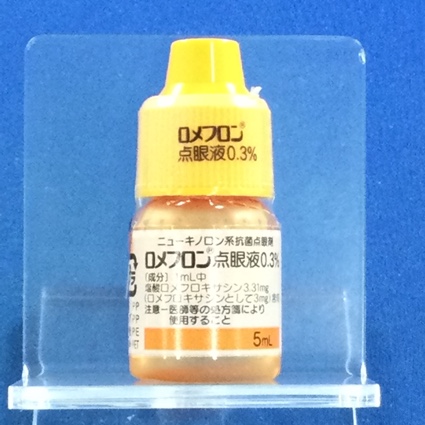 ロメフロン®
点眼液0.3%
ニューキノロン系抗菌点眼剤
ロメフロン®点眼液0.3%
〔成分〕1mL中
塩酸ロメフロキサシン3.31mg
(ロメフロキサシンとして3mg)
注意－医師等の処方箋により
使用すること
5mL
PP
PP
PE
PET